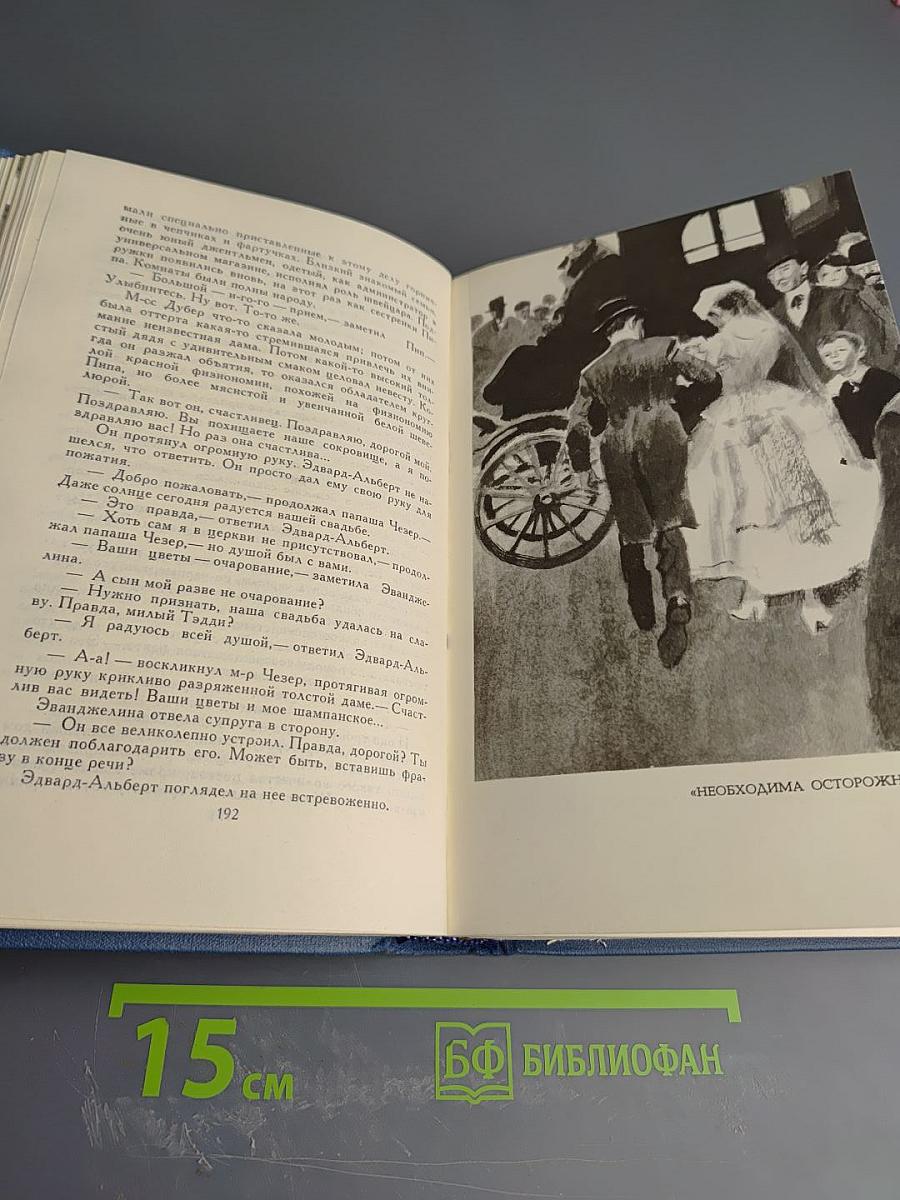 мали специально приставленные к этому делу горнич-
ные в чепчиках и фартучках. Близкий знакомый семьи,
очень юный джентльмен, одетый, как администратор в
универсальном магазине, исполнял роль швейцара. Под-
ружки появились вновь, на этот раз как сестренки Пи-
па. Комнаты были полны народу.
— Большой — и-го-го — прием,— заметил Пип.—
Улыбнитесь. Ну вот. То-то же.
М-сс Дубер что-то сказала молодым; потом от них
была оттерта какая-то стремившаяся привлечь их вни-
мание неизвестная дама. Потом какой-то высокий тол-
стый дядя с удивительным смаком целовал невесту. Ко-
гда он разжал объятия, то оказался обладателем круг-
лой красной физиономии, похожей на физиономию
Пипа, но более мясистой и увенчанной белой шеве-
люрой.
— Так вот он, счастливец. Поздравляю, дорогой мой.
Поздравляю. Вы похищаете наше сокровище, а я по-
здравляю вас! Но раз она счастлива...
Он протянул огромную руку. Эдвард-Альберт не на-
шелся, что ответить. Он просто дал ему свою руку для
пожатия.
— Добро пожаловать,— продолжал папаша Чезер.—
Даже солнце сегодня радуется вашей свадьбе.
— Это правда,— ответил Эдвард-Альберт.
— Хоть сам я в церкви не присутствовал,— продол-
жал папаша Чезер,— но душой был с вами.
— Ваши цветы — очарование,— заметила Эвандже-
лина.
— А сын мой разве не очарование?
— Нужно признать, наша свадьба удалась на сла-
ву. Правда, милый Тэдди?
— Я радуюсь всей душой,— ответил Эдвард-Аль-
берт.
— А-а! — воскликнул м-р Чезер, протягивая огром-
ную руку крикливо разряженной толстой даме.— Счаст-
лив вас видеть! Ваши цветы и мое шампанское...
Эванджелина отвела супруга в сторону.
— Он все великолепно устроил. Правда, дорогой? Ты
должен поблагодарить его. Может быть, вставишь фра-
зу в конце речи?
Эдвард-Альберт поглядел на нее встревоженно.
192
«НЕОБХОДИМА ОСТОРОЖН
15 см
БФ БИБЛИОФАН